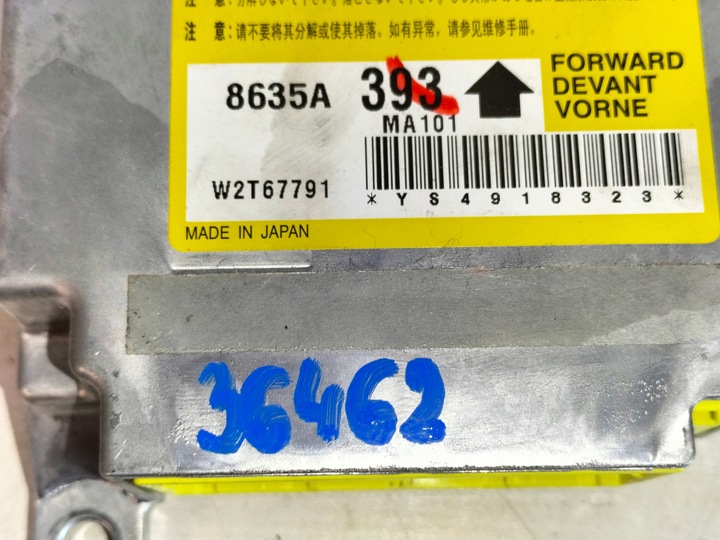 注 意:请不要将其分解或使其掉落。如有异常，请参见维修手册。
8635A 393
MA101
FORWARD
DEVANT
VORNE
W2T67791
*YS4918323*
MADE IN JAPAN
36462